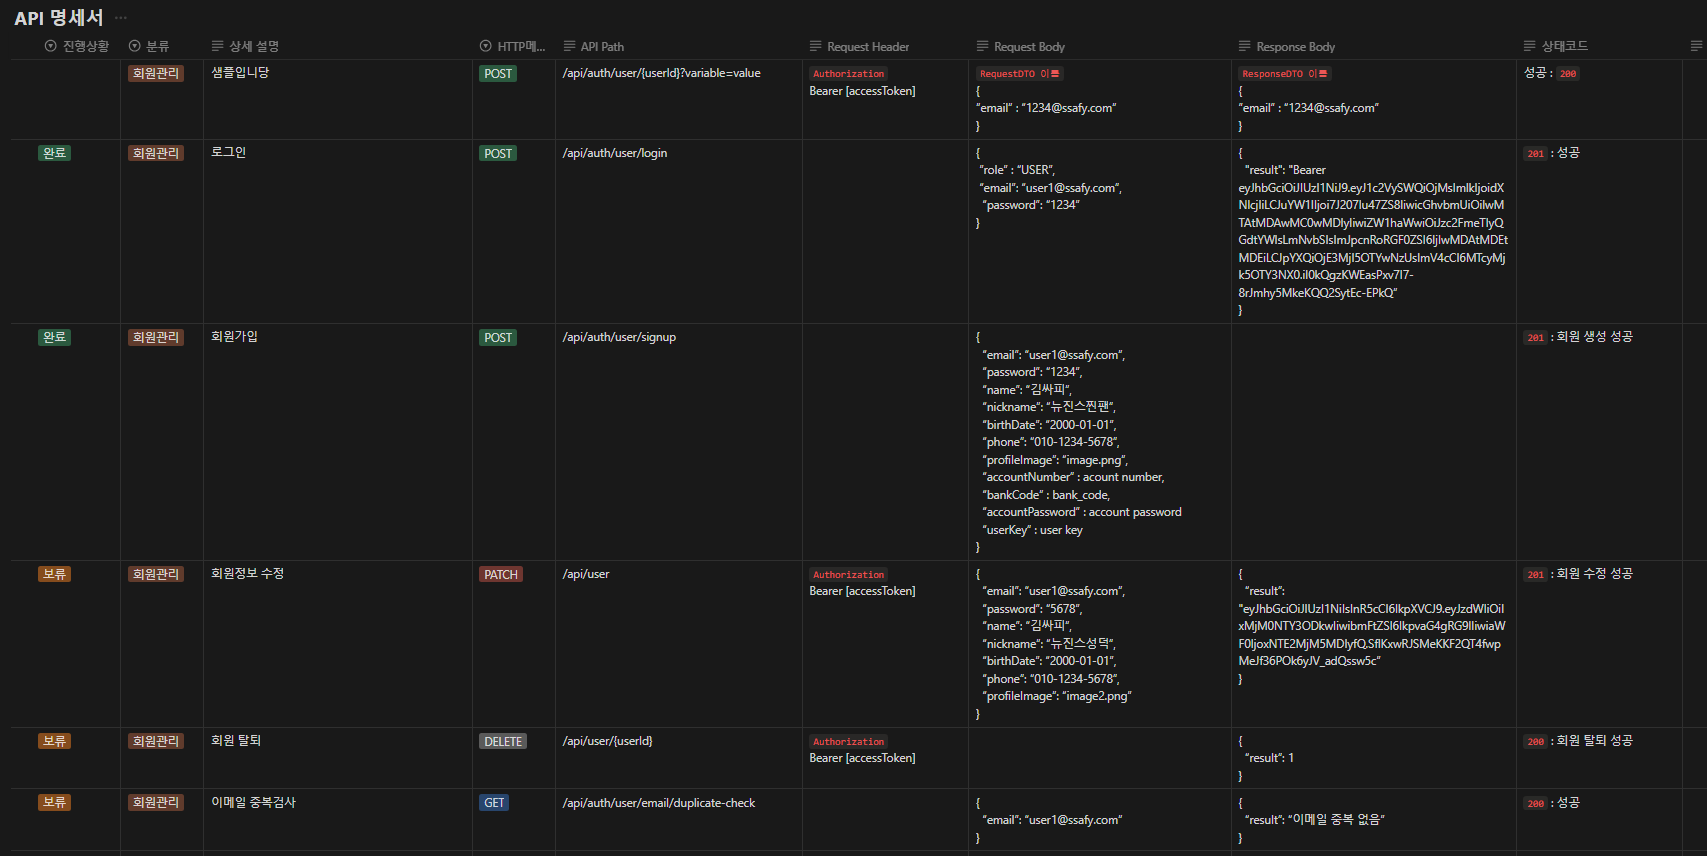 API 명세서 ...
진행상황 분류 상세 설명 HTTP메... API Path Request Header Request Body Response Body 상태코드
회원관리 샘플입니당 POST /api/auth/user/{userId}?variable=value
Authorization
Bearer [accessToken]
RequestDTO 이름
{
“email” : “1234@ssafy.com”
}
ResponseDTO 이름
{
“email” : “1234@ssafy.com”
}
성공 : 200
완료 회원관리 로그인 POST /api/auth/user/login
{
“role” : “USER”,
“email”: “user1@ssafy.com”,
“password”: “1234”
}
{
"result": "Bearer
}
201 : 성공
완료 회원관리 회원가입 POST /api/auth/user/signup
{
“email”: “user1@ssafy.com”,
“password”: “1234”,
“name”: “김싸피”,
“nickname”: “뉴진스찐팬”,
“birthDate”: “2000-01-01”,
“phone”: “010-1234-5678”,
“profileImage”: “image.png”,
“accountNumber” : acount number,
“bankCode” : bank_code,
“accountPassword” : account password
“userKey” : user key
}
201 : 회원 생성 성공
보류 회원관리 회원정보 수정 PATCH /api/user
Authorization
Bearer [accessToken]
{
“email”: “user1@ssafy.com”,
“password”: “5678”,
“name”: “김싸피”,
“nickname”: “뉴진스성덕”,
“birthDate”: “2000-01-01”,
“phone”: “010-1234-5678”,
“profileImage”: “image2.png”
}
{
“result”:
}
201 : 회원 수정 성공
보류 회원관리 회원 탈퇴 DELETE /api/user/{userId}
Authorization
Bearer [accessToken]
{
“result”: 1
}
200 : 회원 탈퇴 성공
보류 회원관리 이메일 중복검사 GET /api/auth/user/email/duplicate-check
{
“email”: “user1@ssafy.com”
}
{
“result”: “이메일 중복 없음”
}
200 : 성공